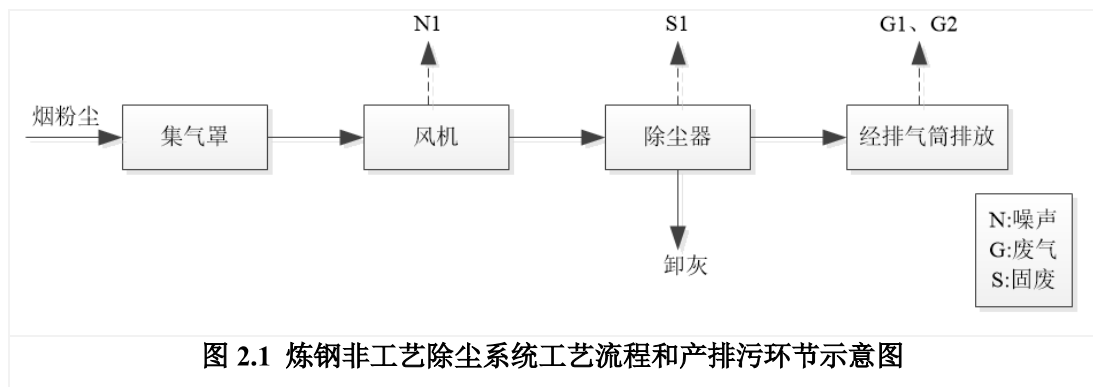 N1
S1
G1、G2
烟粉尘
集气罩
风机
除尘器
经排气筒排放
卸灰
N:噪声
G:废气
S:固废
图 2.1 炼钢非工艺除尘系统工艺流程和产排污环节示意图